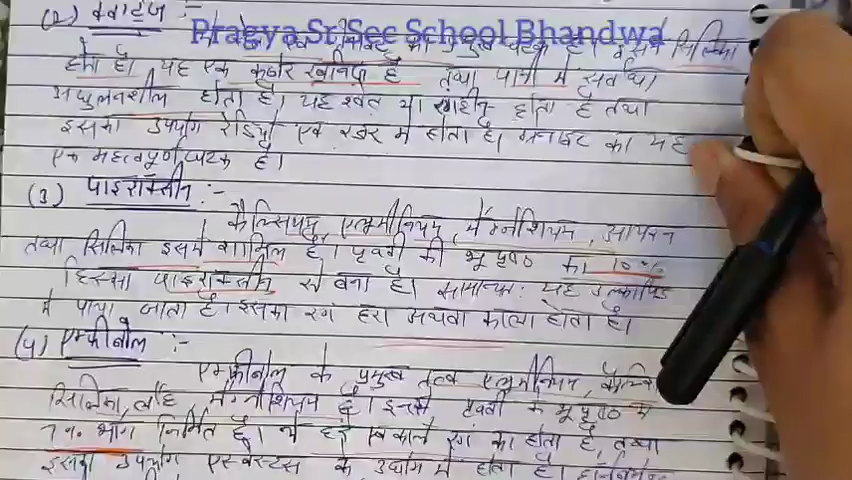 (2) क्वार्ट्ज :-
Pragya Sr.Sec School Bhandwa
सिलिका
होता है। यह एक कठोर खनिज है तथा पानी में सर्वथा
अघुलनशील होता है। यह श्वेत या रंगहीन होता है तथा
इसका उपयोग रेडियो एवं रडार में होता है। ग्रेनाइट का यह
एक महत्वपूर्ण घटक है।
(3) पाइरॉक्सीन :-
कैल्सियम, एल्यूमीनियम, मैग्नेशियम, आयरन
तथा सिलिका इसमें शामिल है। पृथ्वी की भूपृष्ठ का 10%
हिस्सा पाइरॉक्सीन से बना है। सामान्यत: यह उल्कापिंड
में पाया जाता है। इसका रंग हरा अथवा काला होता है।
(4) एम्फीबोल :-
एम्फीबोल के प्रमुख तत्व एल्यूमीनियम, कैल्सि
सिलिका, लौह, मैग्नीशियम है। इनसे पृथ्वी के भूपृष्ठ का
7% भाग निर्मित है। ये हरे व काले रंग का होता है, तथा
इसका उपयोग एस्बेस्टस के उद्योग में होता है।